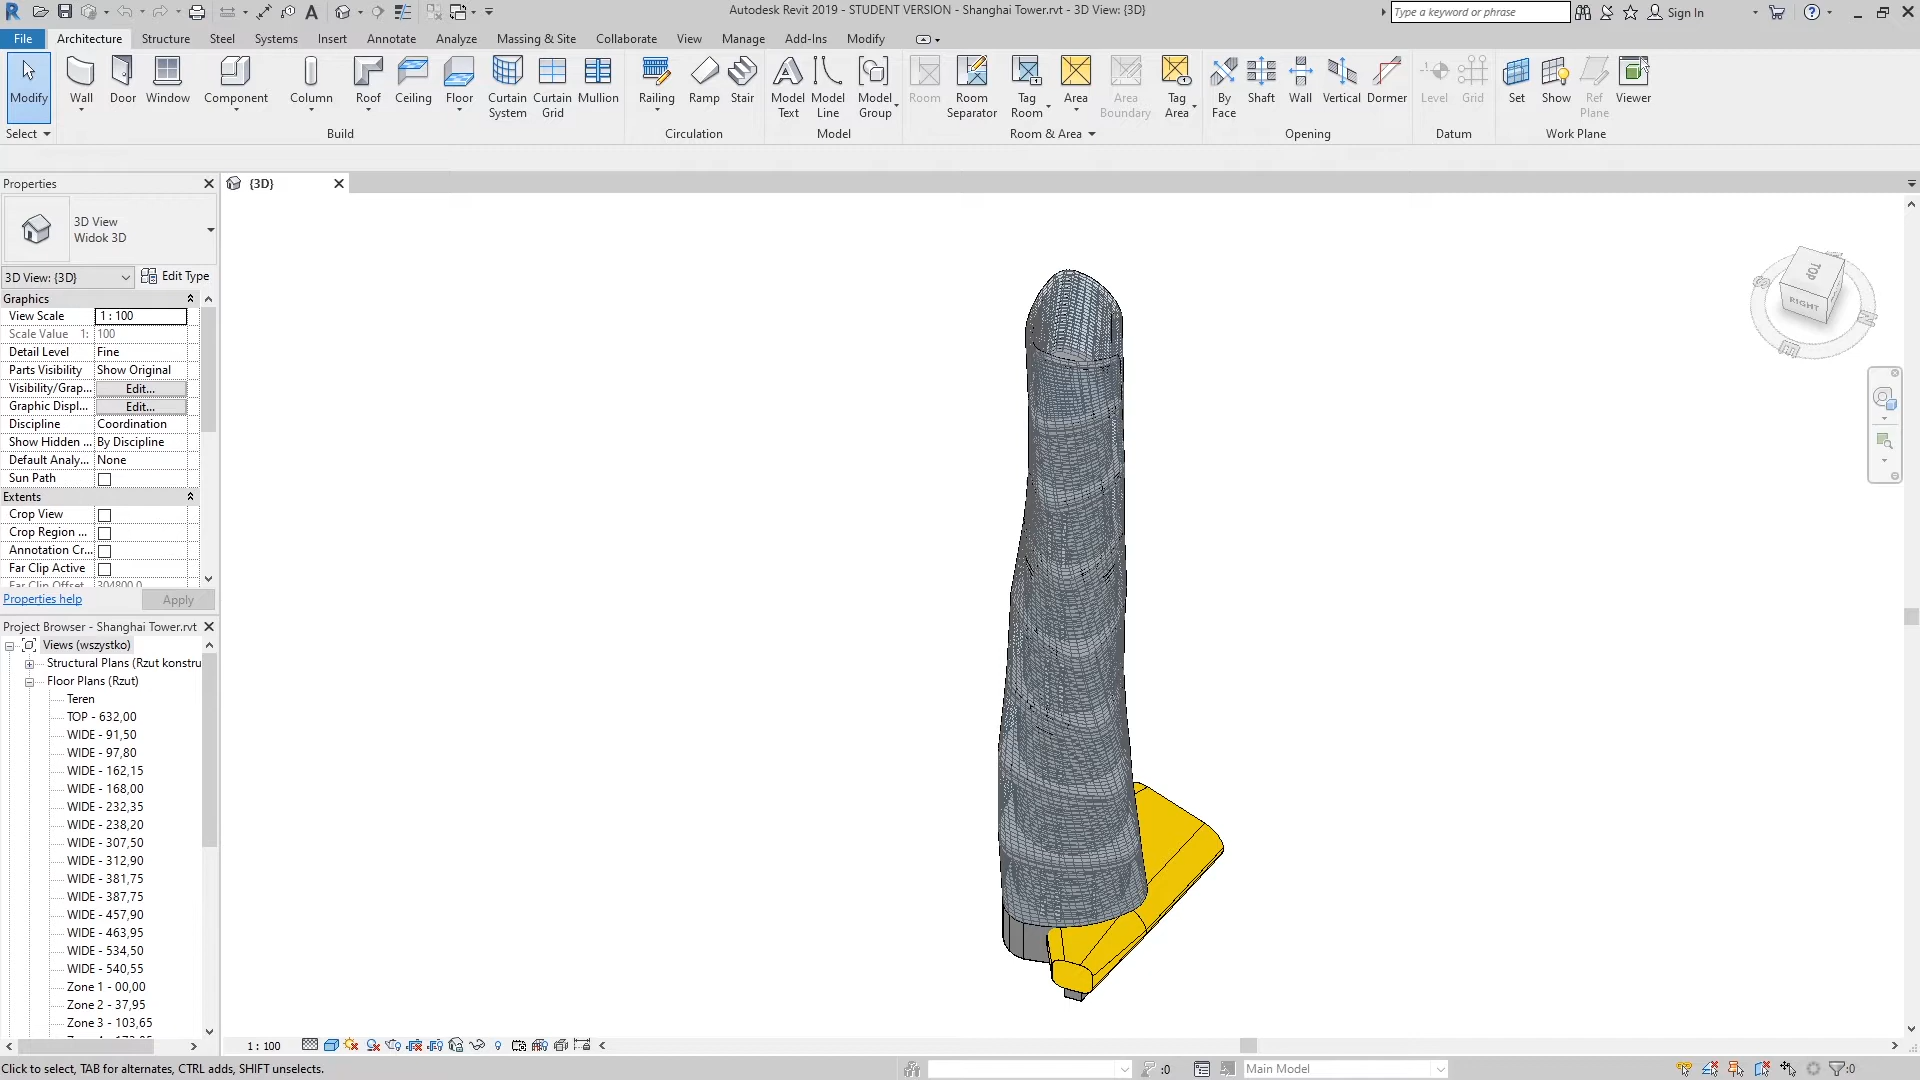 Autodesk Revit 2019 - STUDENT VERSION - Shanghai Tower.rvt - 3D View: {3D}
Type a keyword or phrase
Sign In
File Architecture Structure Steel Systems Insert Annotate Analyze Massing & Site Collaborate View Manage Add-Ins Modify
Modify Wall Door Window Component Column Roof Ceiling Floor Curtain System Curtain Grid Mullion Railing Ramp Stair Model Text Model Line Model Group Room Room Separator Tag Room Area Area Boundary Tag Area By Face Shaft Wall Vertical Dormer Level Grid Set Show Ref Plane Viewer
Select Build Circulation Model Room & Area Opening Datum Work Plane
Properties
{3D}
3D View
Widok 3D
3D View: {3D} Edit Type
Graphics
View Scale 1 : 100
Scale Value 1: 100
Detail Level Fine
Parts Visibility Show Original
Visibility/Grap... Edit...
Graphic Displ... Edit...
Discipline Coordination
Show Hidden ... By Discipline
Default Analy... None
Sun Path
Extents
Crop View
Crop Region ...
Annotation Cr...
Far Clip Active
Far Clip Offset 304800.0
Properties help Apply
Project Browser - Shanghai Tower.rvt
Views (wszystko)
Structural Plans (Rzut konstru
Floor Plans (Rzut)
Teren
TOP - 632,00
WIDE - 91,50
WIDE - 97,80
WIDE - 162,15
WIDE - 168,00
WIDE - 232,35
WIDE - 238,20
WIDE - 307,50
WIDE - 312,90
WIDE - 381,75
WIDE - 387,75
WIDE - 457,90
WIDE - 463,95
WIDE - 534,50
WIDE - 540,55
Zone 1 - 00,00
Zone 2 - 37,95
Zone 3 - 103,65
TOP
RIGHT
S
E
N
1 : 100
Click to select, TAB for alternates, CTRL adds, SHIFT unselects.
:0
Main Model
:0